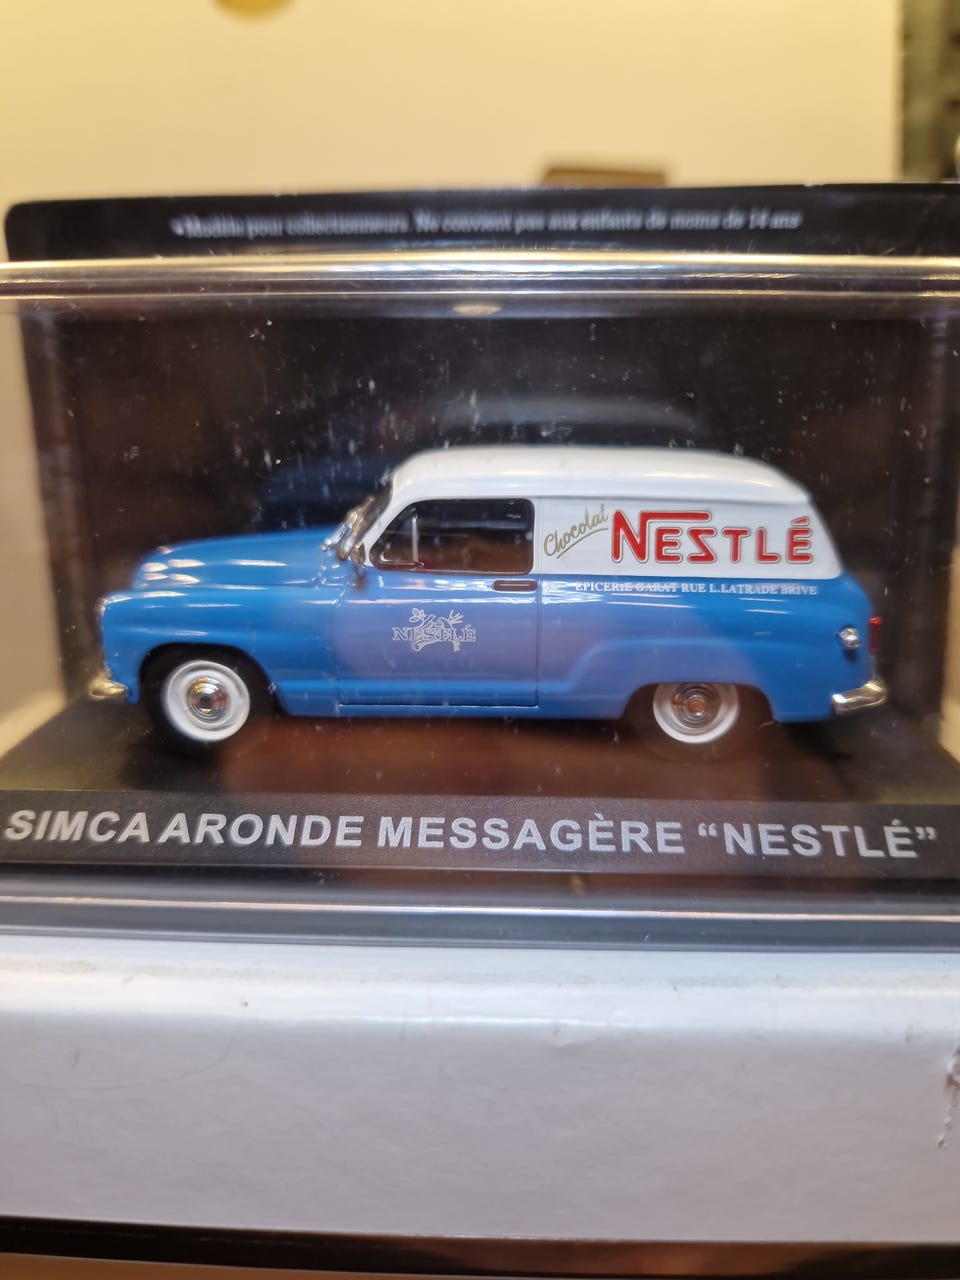 •Modèle pour collectionneurs. Ne convient pas aux enfants de moins de 14 ans
Chocolat NESTLÉ
EPICERIE GARAT RUE L.LATRADE BRIVE
NESTLÉ
SIMCA ARONDE MESSAGÈRE “NESTLÉ”